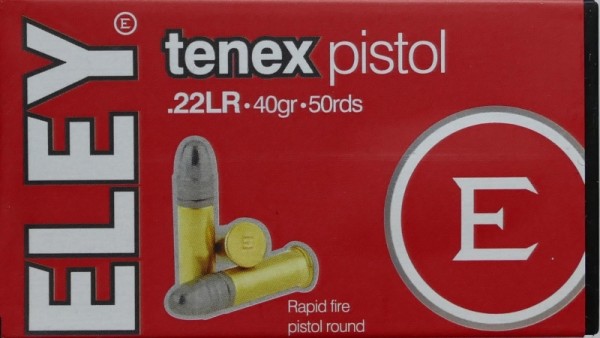 ELEY
E
tenex pistol
.22LR • 40gr • 50rds
E
E
Rapid fire
pistol round